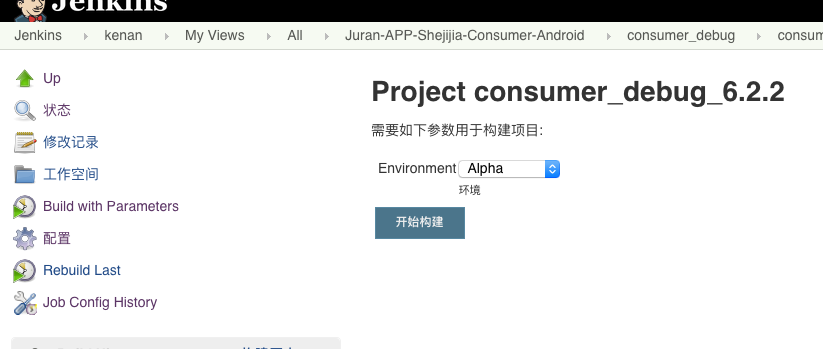 Jenkins
Jenkins kenan My Views All Juran-APP-Shejijia-Consumer-Android consumer_debug consum
Up
状态
修改记录
工作空间
Build with Parameters
配置
Rebuild Last
Job Config History
Project consumer_debug_6.2.2
需要如下参数用于构建项目:
Environment Alpha
环境
开始构建